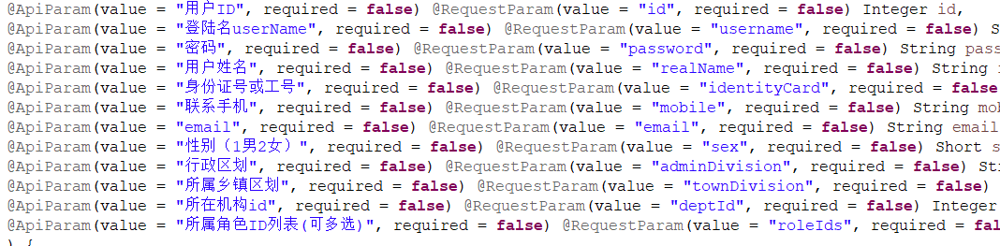 @ApiParam(value = "用户ID", required = false) @RequestParam(value = "id", required = false) Integer id,
@ApiParam(value = "登陆名userName", required = false) @RequestParam(value = "username", required = false) S
@ApiParam(value = "密码", required = false) @RequestParam(value = "password", required = false) String pass
@ApiParam(value = "用户姓名", required = false) @RequestParam(value = "realName", required = false) String
@ApiParam(value = "身份证号或工号", required = false) @RequestParam(value = "identityCard", required = false
@ApiParam(value = "联系手机", required = false) @RequestParam(value = "mobile", required = false) String mob
@ApiParam(value = "email", required = false) @RequestParam(value = "email", required = false) String email
@ApiParam(value = "性别（1男2女）", required = false) @RequestParam(value = "sex", required = false) Short s
@ApiParam(value = "行政区划", required = false) @RequestParam(value = "adminDivision", required = false) Stri
@ApiParam(value = "所属乡镇区划", required = false) @RequestParam(value = "townDivision", required = false)
@ApiParam(value = "所在机构id", required = false) @RequestParam(value = "deptId", required = false) Integer
@ApiParam(value = "所属角色ID列表(可多选)", required = false) @RequestParam(value = "roleIds", required = fal
) {